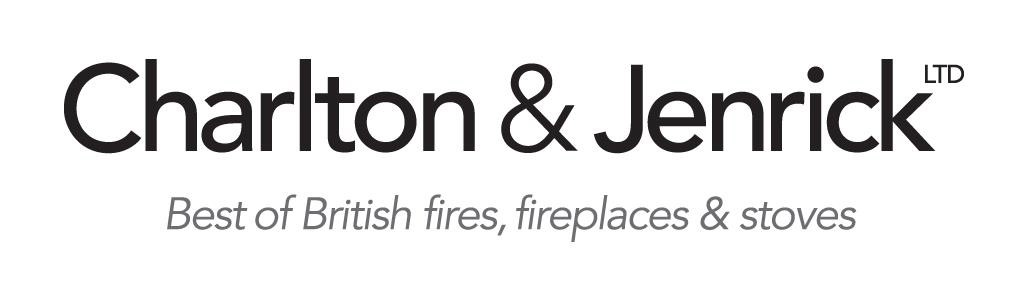 Charlton & Jenrick LTD
Best of British fires, fireplaces & stoves